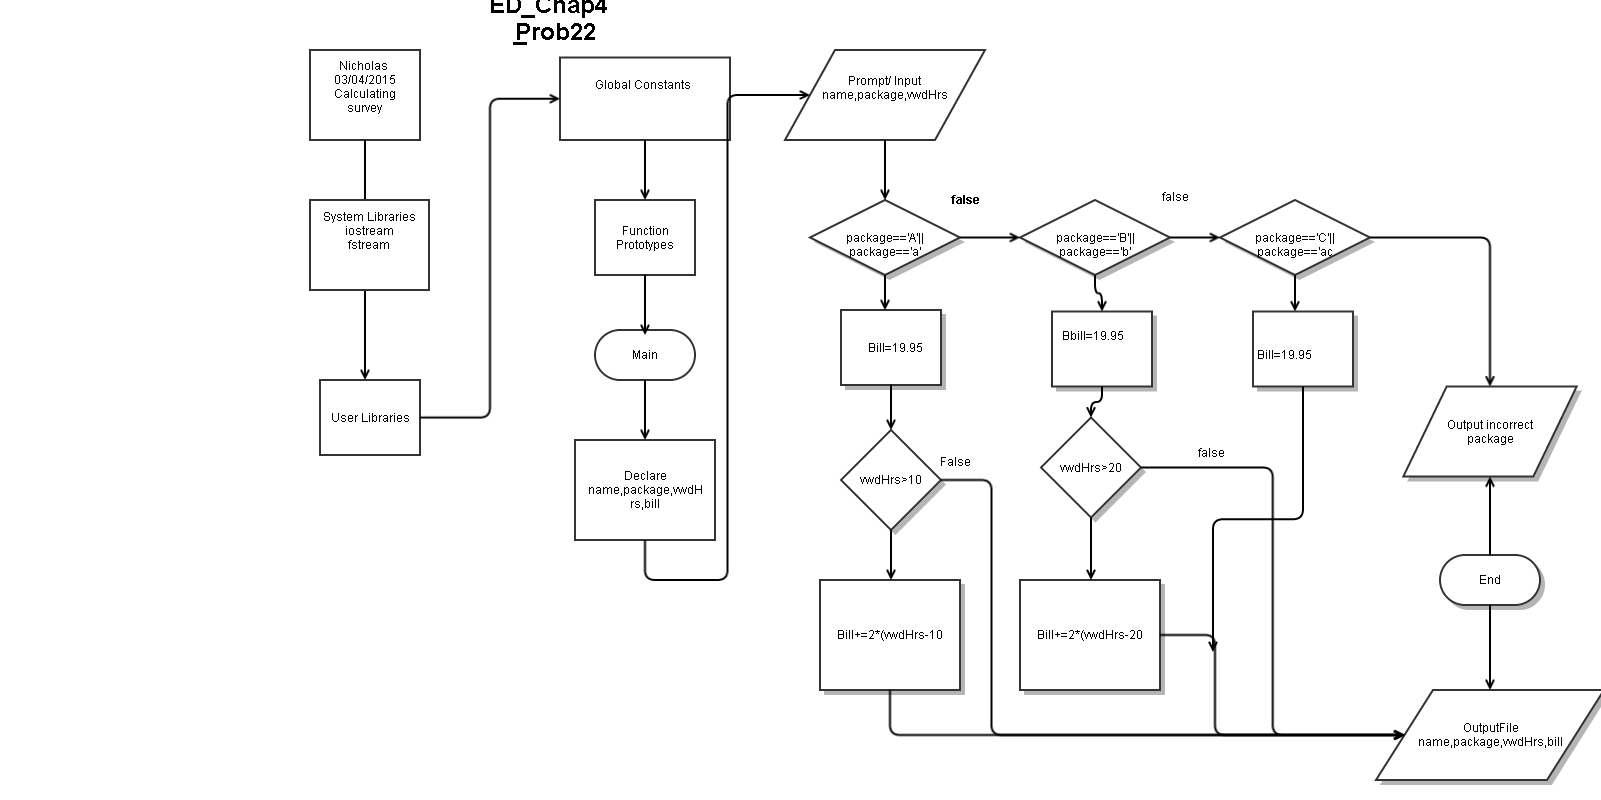 ED_Chap4
_Prob22
Nicholas
03/04/2015
Calculating
survey
System Libraries
iostream
fstream
User Libraries
Global Constants
Function
Prototypes
Main
Declare
name,package,vwdH
rs,bill
Prompt/ Input
name,package,vwdHrs
package=='A'||
package=='a'
false
package=='B'||
package=='b'
false
package=='C'||
package=='ac
Bill=19.95
Bbill=19.95
Bill=19.95
vwdHrs>10
False
vwdHrs>20
false
Bill+=2*(vwdHrs-10
Bill+=2*(vwdHrs-20
Output incorrect
package
End
OutputFile
name,package,vwdHrs,bill